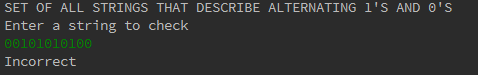 SET OF ALL STRINGS THAT DESCRIBE ALTERNATING 1'S AND 0'S
Enter a string to check
00101010100
Incorrect